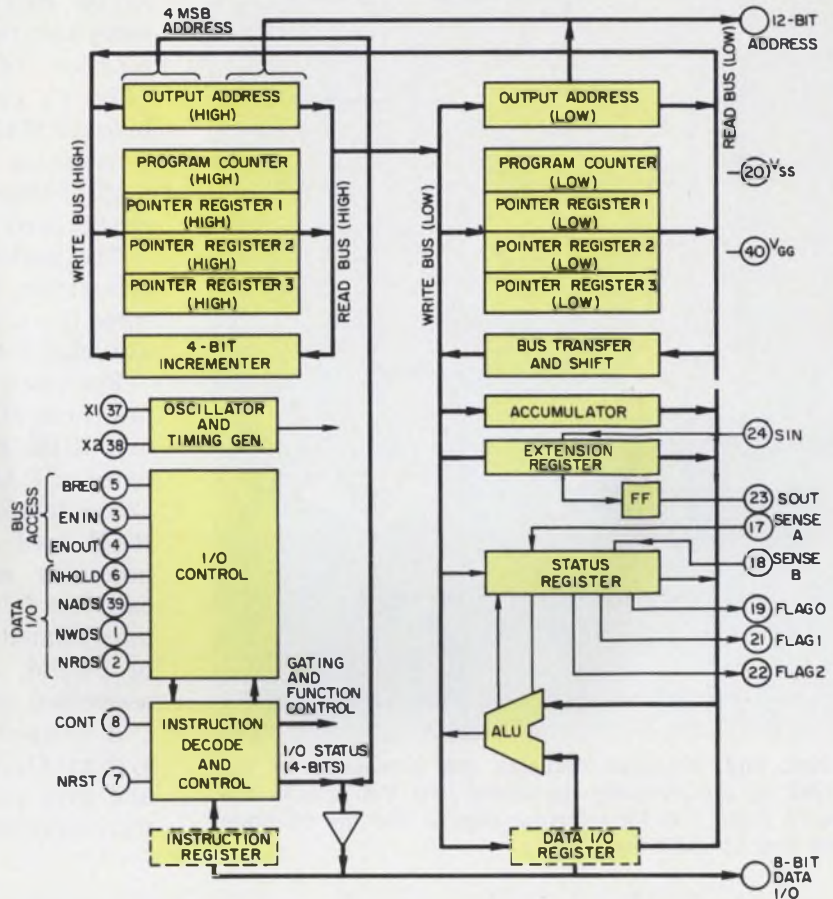 4 MSB
ADDRESS
12-BIT
ADDRESS
WRITE BUS (HIGH)
OUTPUT ADDRESS
(HIGH)
PROGRAM COUNTER
(HIGH)
POINTER REGISTER 1
(HIGH)
POINTER REGISTER 2
(HIGH)
POINTER REGISTER 3
(HIGH)
4-BIT
INCREMENTER
READ BUS (HIGH)
WRITE BUS (LOW)
OUTPUT ADDRESS
(LOW)
PROGRAM COUNTER
(LOW)
POINTER REGISTER 1
(LOW)
POINTER REGISTER 2
(LOW)
POINTER REGISTER 3
(LOW)
BUS TRANSFER
AND SHIFT
READ BUS (LOW)
20 VSS
40 VGG
X1 37
X2 38
OSCILLATOR
AND
TIMING GEN.
ACCUMULATOR
EXTENSION
REGISTER
FF
24 SIN
23 SOUT
17 SENSE
A
18 SENSE
B
STATUS
REGISTER
19 FLAG0
21 FLAG1
22 FLAG2
BUS
ACCESS
BREQ 5
ENIN 3
ENOUT 4
DATA
I/O
NHOLD 6
NADS 39
NWDS 1
NRDS 2
I/O
CONTROL
GATING
AND
FUNCTION
CONTROL
CONT 8
NRST 7
INSTRUCTION
DECODE
AND
CONTROL
I/O STATUS
(4-BITS)
ALU
INSTRUCTION
REGISTER
DATA I/O
REGISTER
8-BIT
DATA
I/O